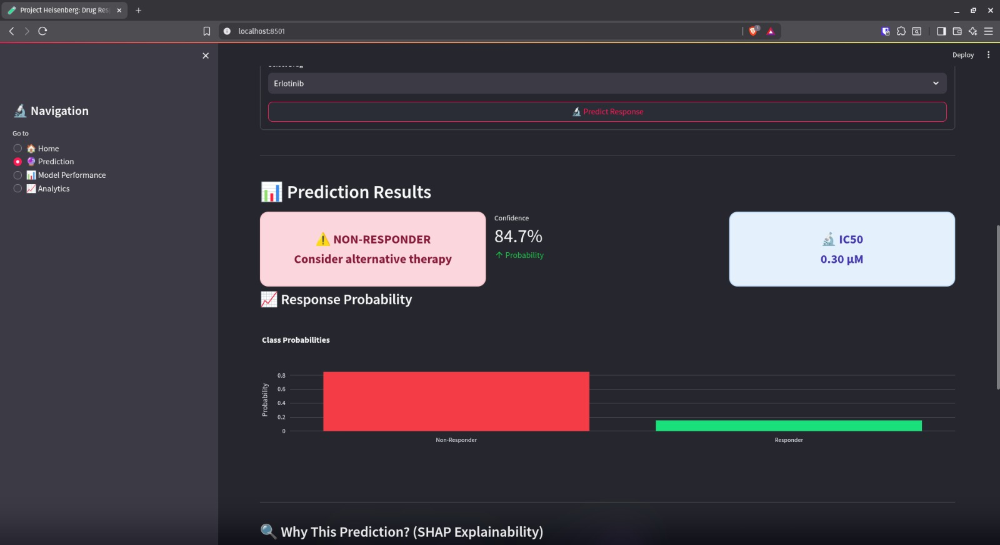 Project Heisenberg: Drug Res
localhost:8501
Deploy
Navigation
Go to
Home
Prediction
Model Performance
Analytics
Erlotinib
Predict Response
Prediction Results
NON-RESPONDER
Consider alternative therapy
Confidence
84.7%
↑ Probability
IC50
0.30 μM
Response Probability
Class Probabilities
Probability
0.8
0.6
0.4
0.2
0
Non-Responder
Responder
Why This Prediction? (SHAP Explainability)